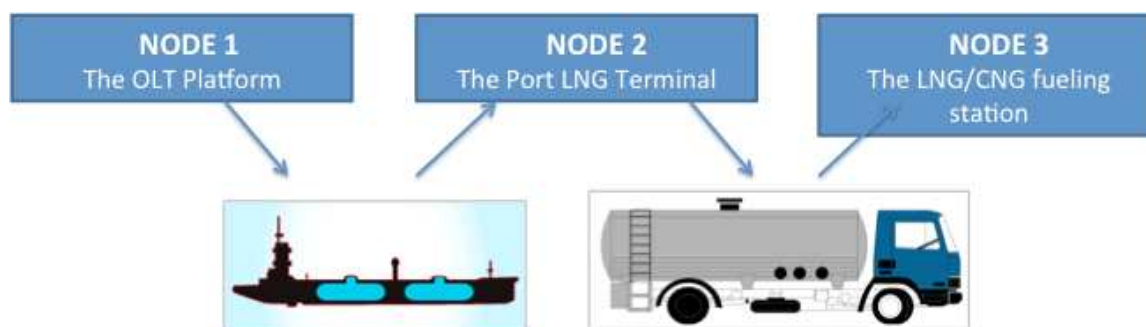 NODE 1
The OLT Platform
NODE 2
The Port LNG Terminal
NODE 3
The LNG/CNG fueling
station